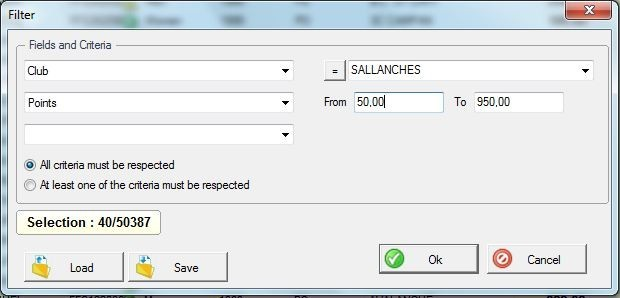 Filter
Fields and Criteria
Club = SALLANCHES
Points From 50,00 To 950,00
All criteria must be respected
At least one of the criteria must be respected
Selection : 40/50387
Load Save Ok Cancel